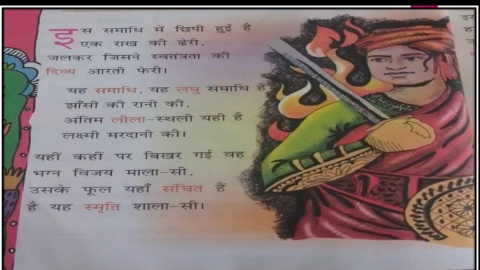 इस समाधि में छिपी हुई है
एक राख की ढेरी,
जलकर जिसने स्वतंत्रता की
दिव्य आरती फेरी।
यह समाधि, यह लघु समाधि है
झाँसी की रानी की,
अंतिम लीला-स्थली यही है
लक्ष्मी मरदानी की।
यहीं कहीं पर बिखर गई वह
भग्न विजय माला-सी,
उसके फूल यहाँ संचित हैं
है यह स्मृति शाला-सी।